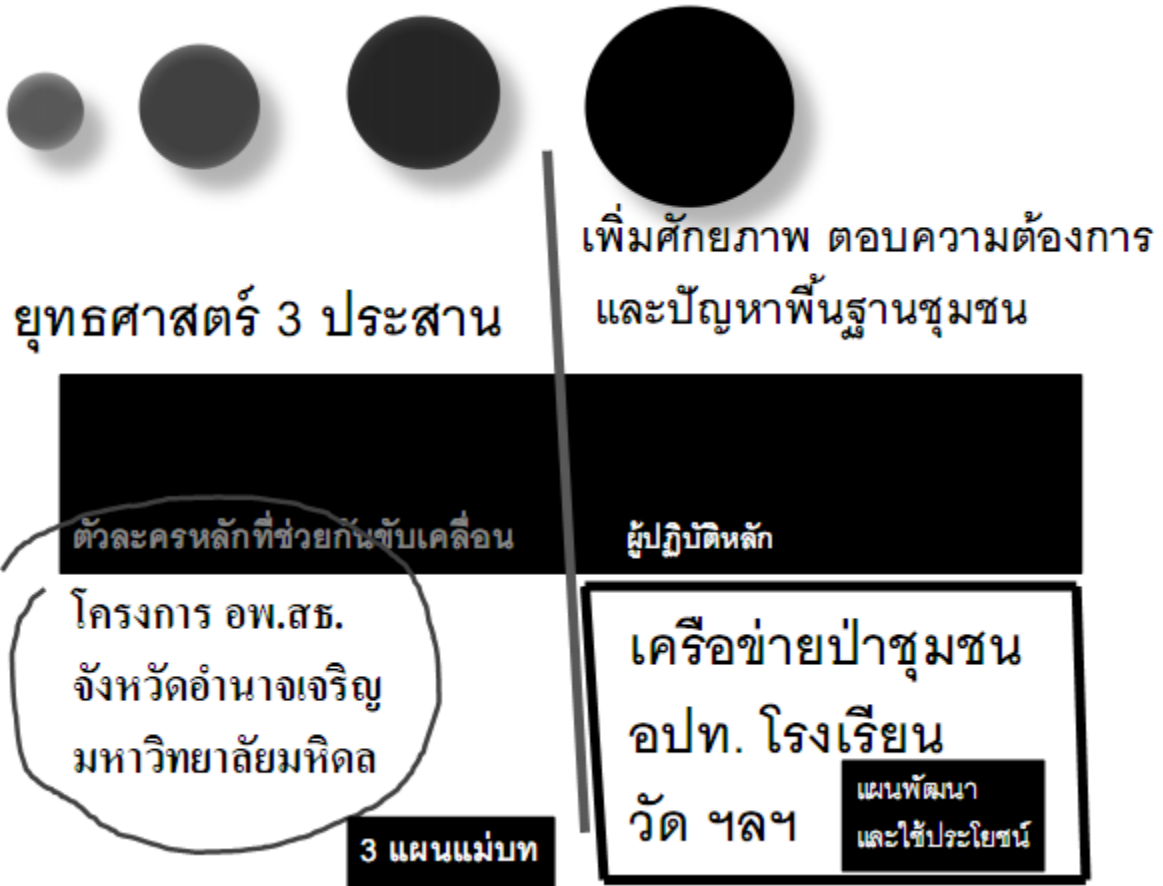 เพิ่มศักยภาพ ตอบความต้องการ
และปัญหาพื้นฐานชุมชน
ยุทธศาสตร์ 3 ประสาน
ตัวละครหลักที่ช่วยกันขับเคลื่อน
ผู้ปฏิบัติหลัก
โครงการ อพ.สธ.
จังหวัดอำนาจเจริญ
มหาวิทยาลัยมหิดล
3 แผนแม่บท
เครือข่ายป่าชุมชน
อปท. โรงเรียน
วัด ฯลฯ
แผนพัฒนา
และใช้ประโยชน์